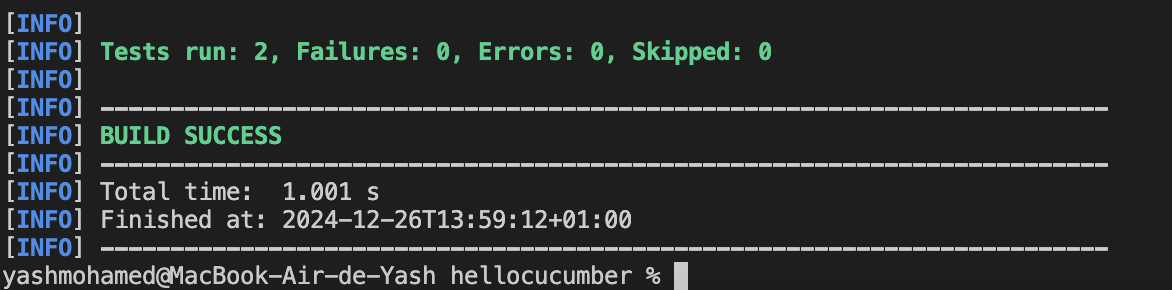 [INFO]
[INFO] Tests run: 2, Failures: 0, Errors: 0, Skipped: 0
[INFO]
[INFO] ------------------------------------------------------------------------
[INFO] BUILD SUCCESS
[INFO] ------------------------------------------------------------------------
[INFO] Total time:  1.001 s
[INFO] Finished at: 2024-12-26T13:59:12+01:00
[INFO] ------------------------------------------------------------------------
yashmohamed@MacBook-Air-de-Yash hellocucumber %